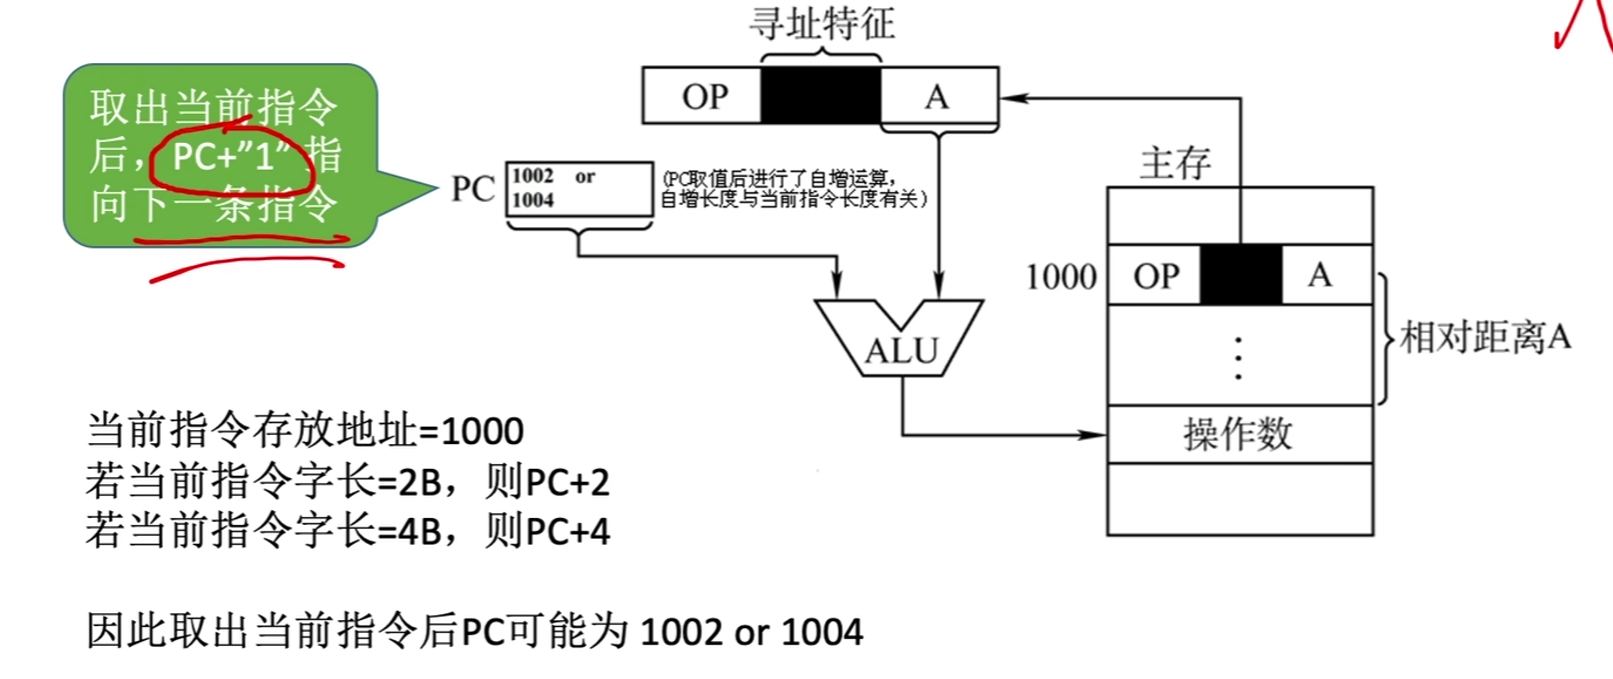 寻址特征
OP
A
取出当前指令
后，PC+”1”指
向下一条指令
PC
1002 or
1004
(PC取值后进行了自增运算，
自增长度与当前指令长度有关)
主存
1000
OP
A
ALU
相对距离A
操作数
当前指令存放地址=1000
若当前指令字长=2B，则PC+2
若当前指令字长=4B，则PC+4
因此取出当前指令后PC可能为 1002 or 1004